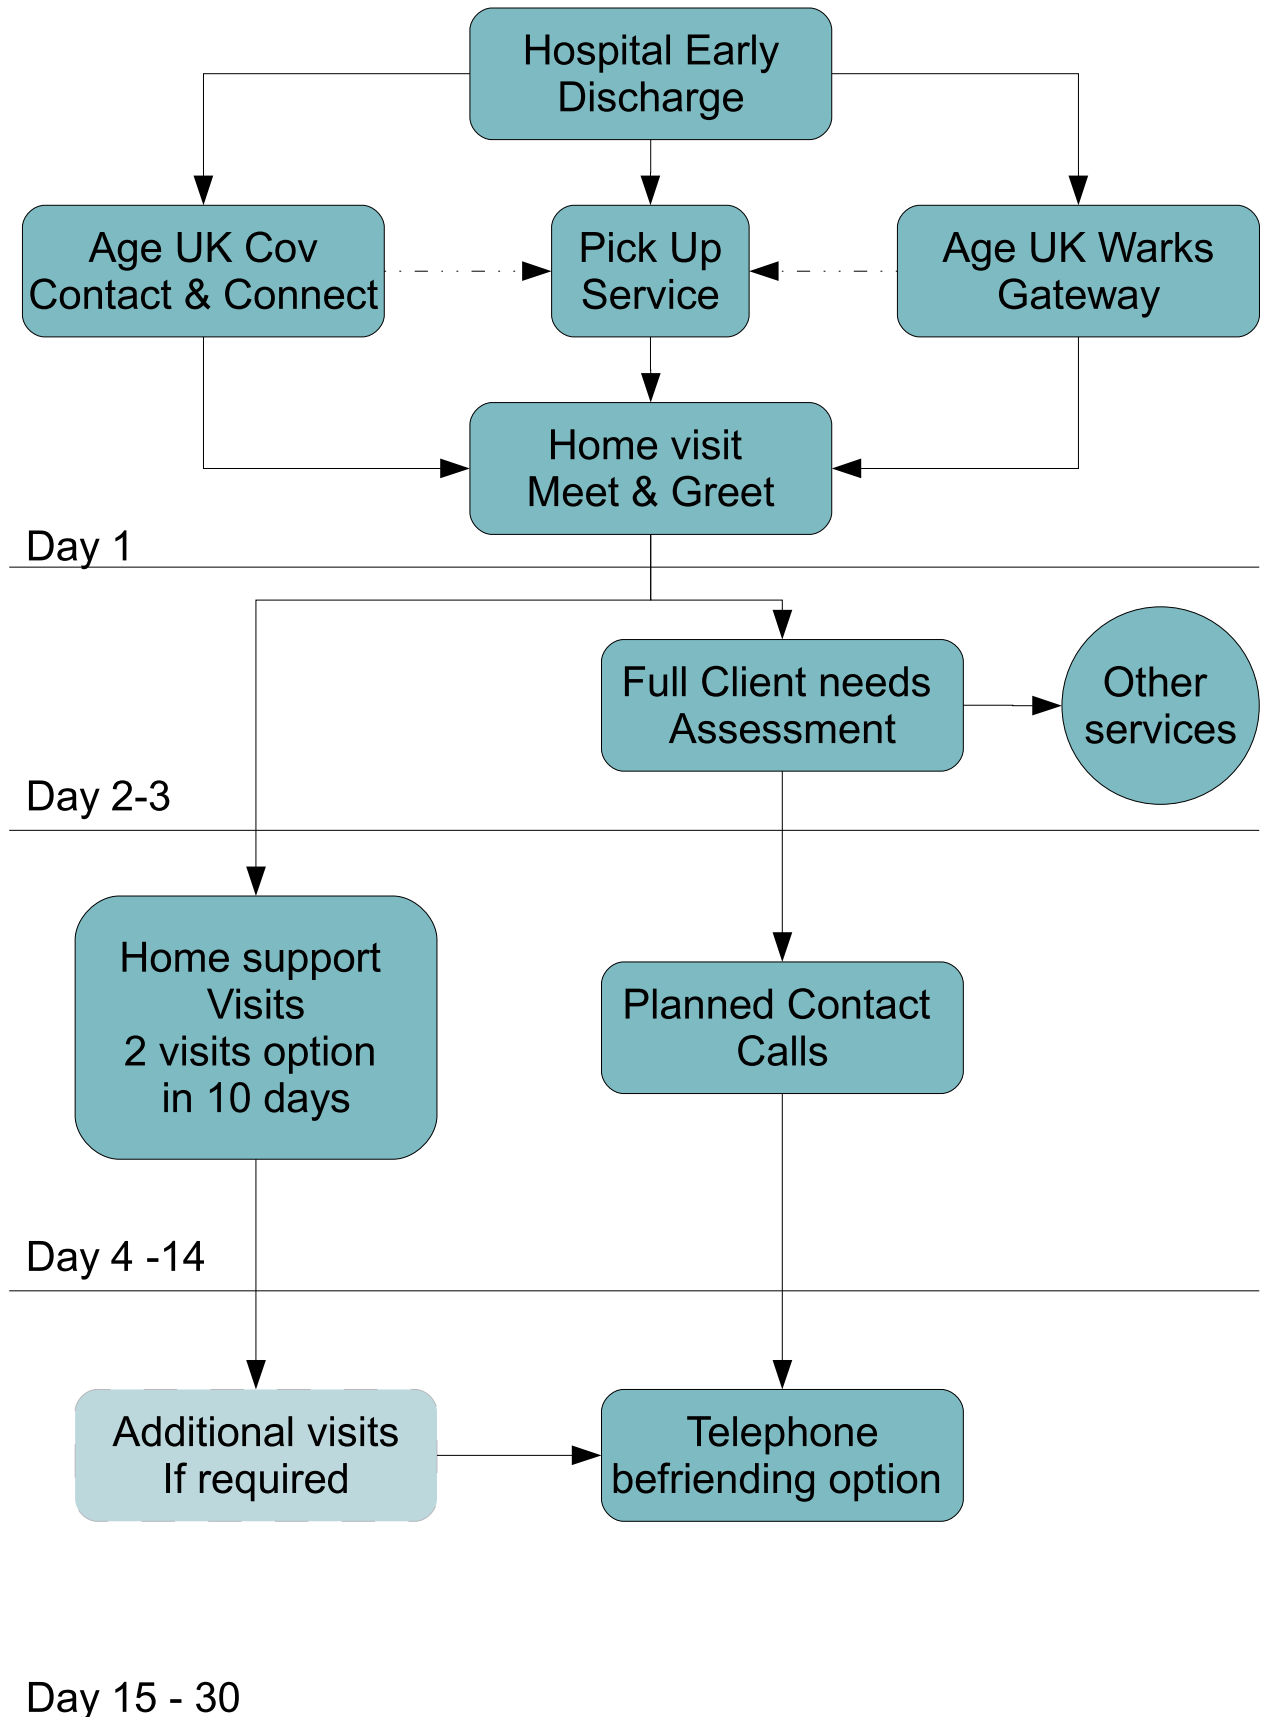 Hospital Early
Discharge
Age UK Cov
Contact & Connect
Pick Up
Service
Age UK Warks
Gateway
Home visit
Meet & Greet
Day 1
Full Client needs
Assessment
Other
services
Day 2-3
Home support
Visits
2 visits option
in 10 days
Planned Contact
Calls
Day 4 -14
Additional visits
If required
Telephone
befriending option
Day 15 - 30